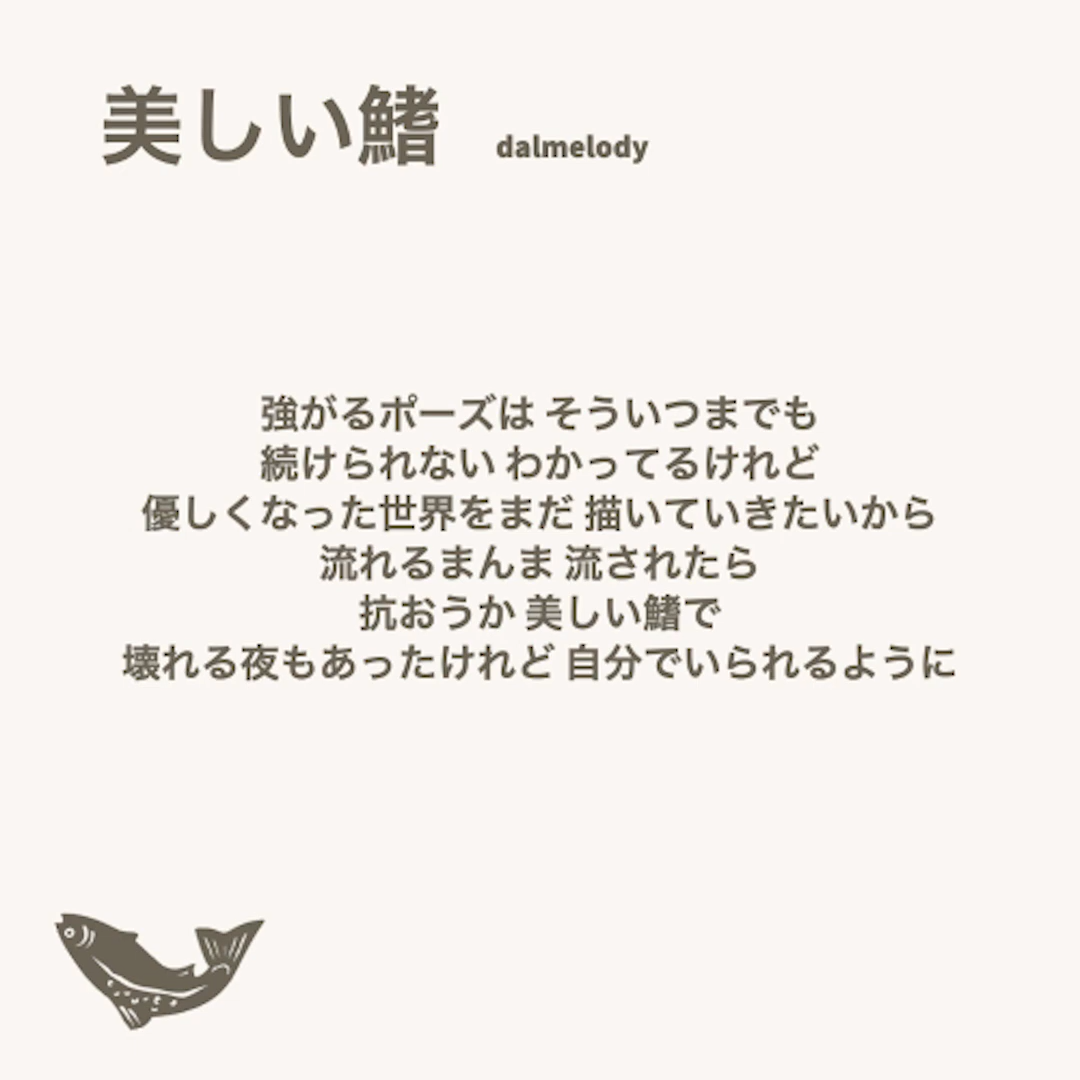 美しい鰭 dalmelody
強がるポーズは そういつまでも
続けられない わかってるけれど
優しくなった世界をまだ 描いていきたいから
流れるまんま 流されたら
抗おうか 美しい鰭で
壊れる夜もあったけれど 自分でいられるように